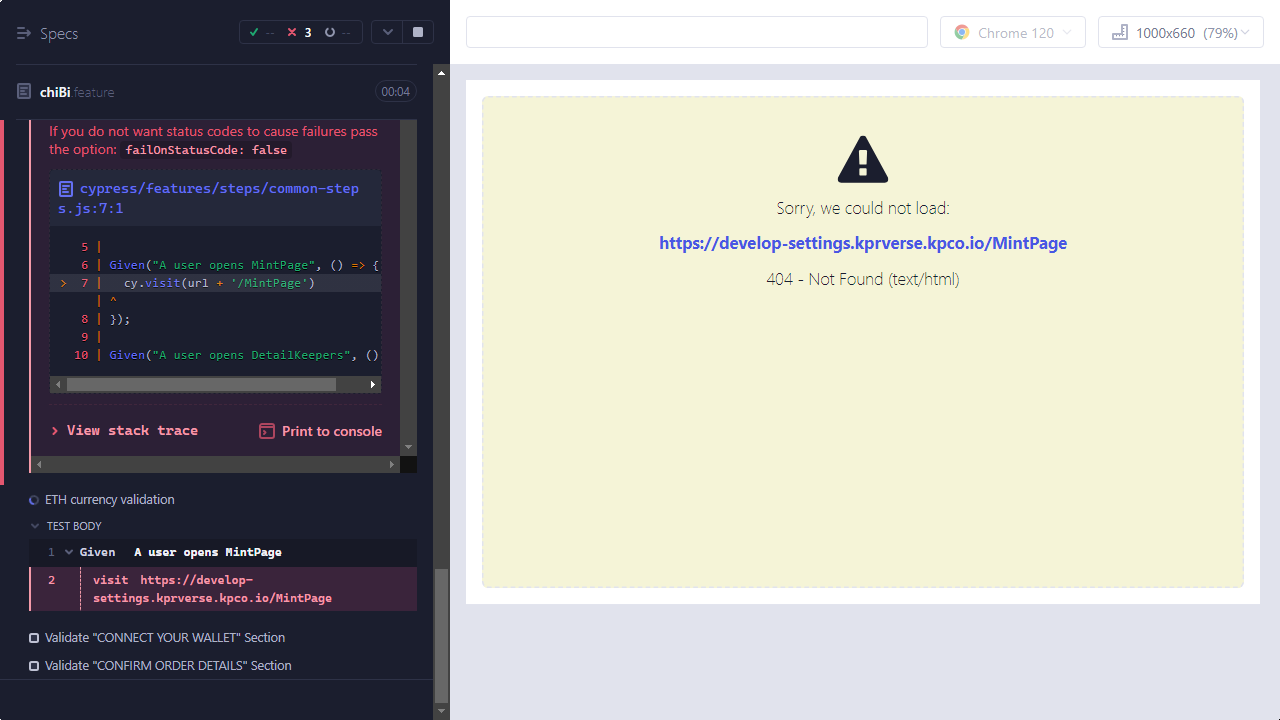 Specs
-- 3 --
chiBi.feature 00:04
If you do not want status codes to cause failures pass
the option: failOnStatusCode: false
cypress/features/steps/common-step
s.js:7:1
5 |
6 | Given("A user opens MintPage", () => {
> 7 | cy.visit(url + '/MintPage')
| ^
8 | });
9 |
10 | Given("A user opens DetailKeepers", ()
View stack trace
Print to console
ETH currency validation
TEST BODY
1 Given A user opens MintPage
2 visit https://develop-
settings.kprverse.kpco.io/MintPage
Validate "CONNECT YOUR WALLET" Section
Validate "CONFIRM ORDER DETAILS" Section
Chrome 120
1000x660 (79%)
Sorry, we could not load:
https://develop-settings.kprverse.kpco.io/MintPage
404 - Not Found (text/html)